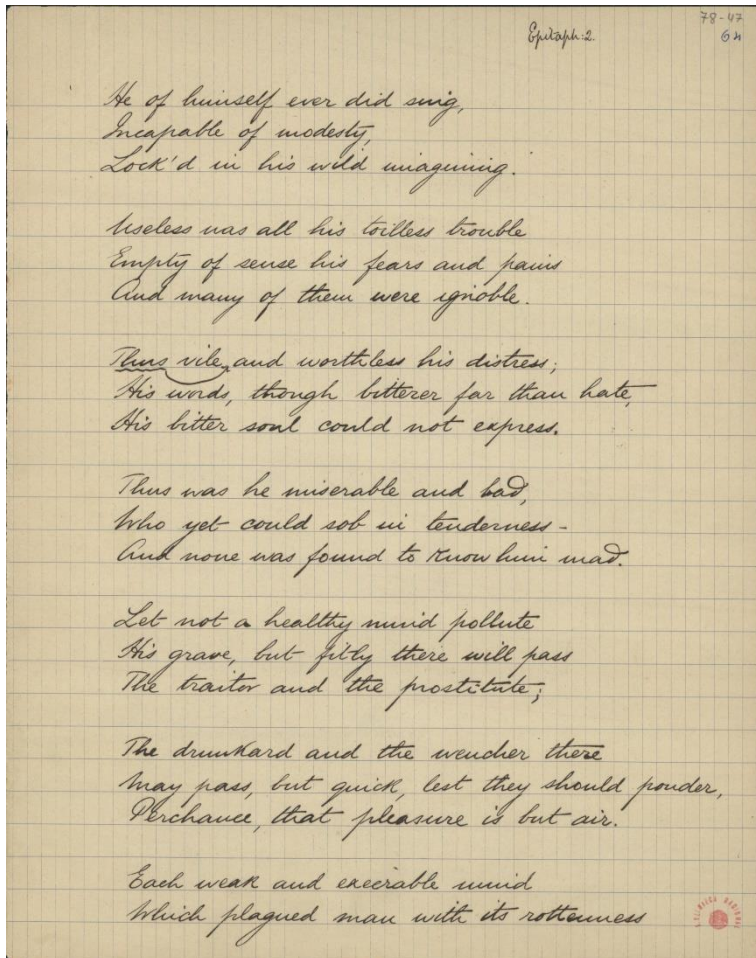 78-47
Epitaph: 2.
64
He of himself ever did sing,
Incapable of modesty,
Lock'd in his wild imagining.
Useless was all his toilless trouble
Empty of sense his fears and pains
And many of them were ignoble.
Thus vile, and worthless his distress;
His words, though bitterer far than hate,
His bitter soul could not express.
Thus was he miserable and bad,
Who yet could sob in tenderness -
And none was found to know him mad.
Let not a healthy mind pollute
His grave, but fitly there will pass
The traitor and the prostitute;
The drunkard and the wencher there
May pass, but quick, lest they should ponder,
Perchance, that pleasure is but air.
Each weak and execrable mind
Which plagued man with its rottenness